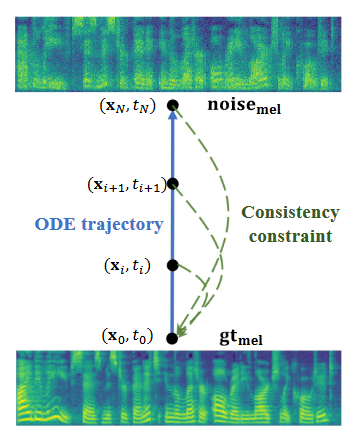 (x_N, t_N) noise_mel
(x_{i+1}, t_{i+1})
ODE trajectory Consistency
constraint
(x_i, t_i)
(x_0, t_0) gt_mel